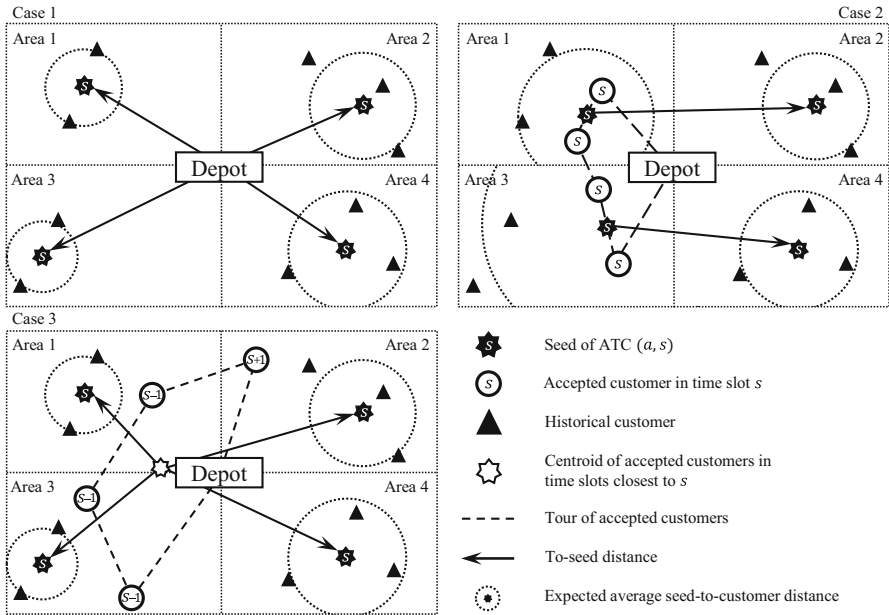 Case 1
Area 1
Area 2
S
S
Depot
Area 3
Area 4
S
S
Case 2
Area 1
Area 2
S
S
S
S
Depot
Area 3
Area 4
S
S
S
S
Case 3
Area 1
Area 2
S+1
S
S−1
S
Depot
Area 3
Area 4
S−1
S
S
S−1
S Seed of ATC (a, s)
S Accepted customer in time slot s
Historical customer
Centroid of accepted customers in
time slots closest to s
Tour of accepted customers
To-seed distance
Expected average seed-to-customer distance